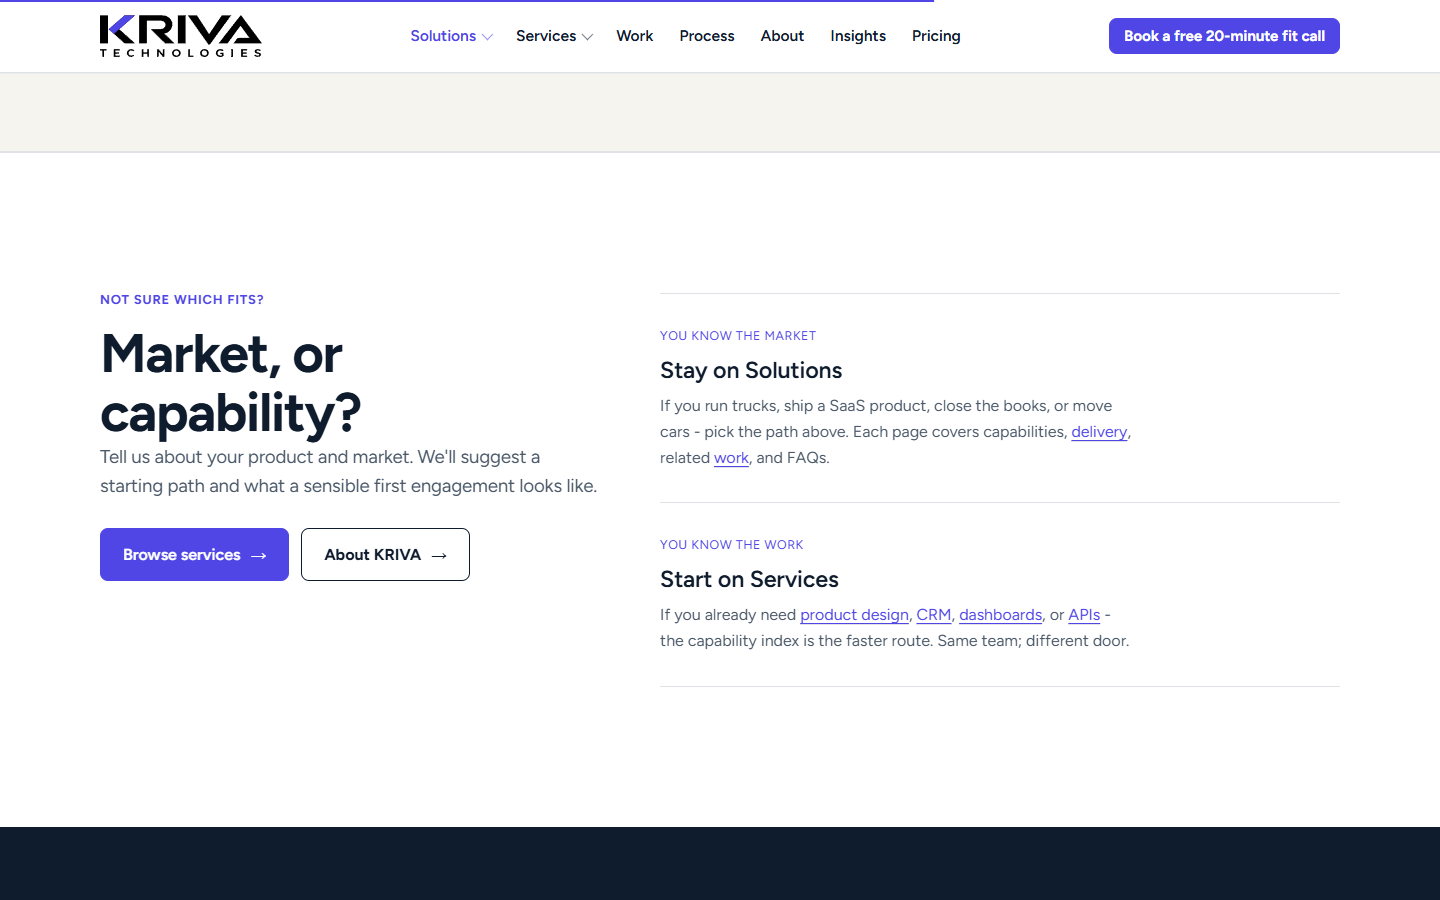 KRIVA
TECHNOLOGIES
Solutions
Services
Work
Process
About
Insights
Pricing
Book a free 20-minute fit call
NOT SURE WHICH FITS?
Market, or
capability?
Tell us about your product and market. We'll suggest a
starting path and what a sensible first engagement looks like.
Browse services →
About KRIVA →
YOU KNOW THE MARKET
Stay on Solutions
If you run trucks, ship a SaaS product, close the books, or move
cars - pick the path above. Each page covers capabilities, delivery,
related work, and FAQs.
YOU KNOW THE WORK
Start on Services
If you already need product design, CRM, dashboards, or APIs -
the capability index is the faster route. Same team; different door.